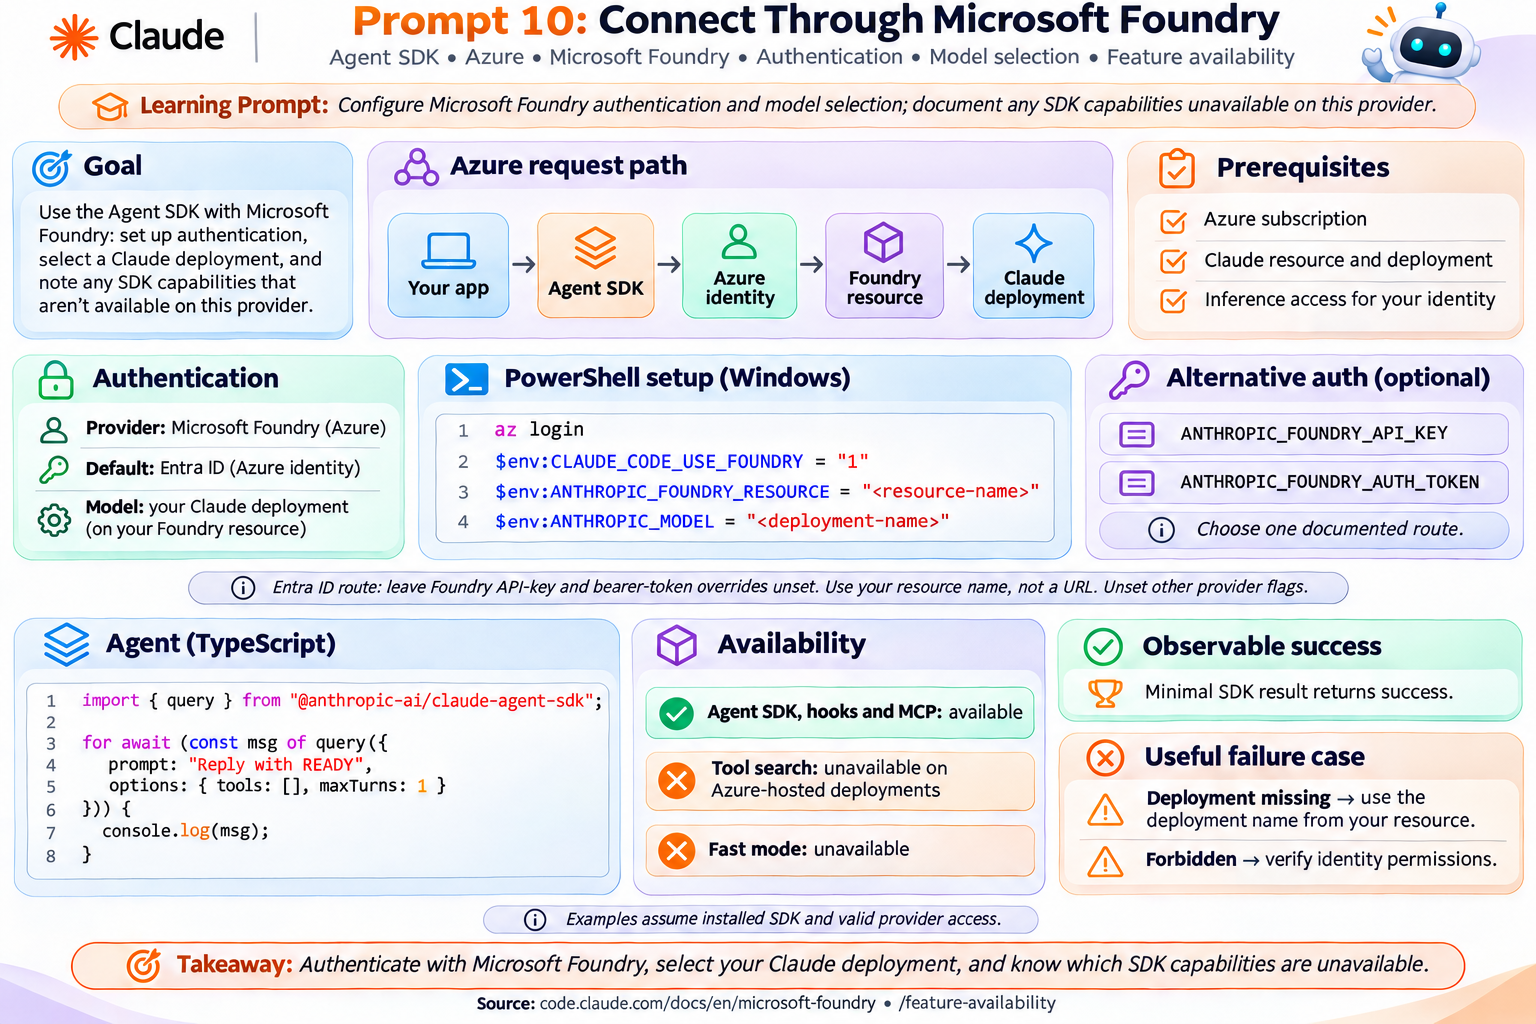 Claude
Prompt 10: Connect Through Microsoft Foundry
Agent SDK • Azure • Microsoft Foundry • Authentication • Model selection • Feature availability
Learning Prompt: Configure Microsoft Foundry authentication and model selection; document any SDK capabilities unavailable on this provider.
Goal
Use the Agent SDK with Microsoft
Foundry: set up authentication,
select a Claude deployment, and
note any SDK capabilities that
aren't available on this provider.
Azure request path
Your app
Agent SDK
Azure
identity
Foundry
resource
Claude
deployment
Prerequisites
Azure subscription
Claude resource and deployment
Inference access for your identity
Authentication
Provider: Microsoft Foundry (Azure)
Default: Entra ID (Azure identity)
Model: your Claude deployment
(on your Foundry resource)
PowerShell setup (Windows)
1 az login
2 $env:CLAUDE_CODE_USE_FOUNDRY = "1"
3 $env:ANTHROPIC_FOUNDRY_RESOURCE = "<resource-name>"
4 $env:ANTHROPIC_MODEL = "<deployment-name>"
Alternative auth (optional)
ANTHROPIC_FOUNDRY_API_KEY
ANTHROPIC_FOUNDRY_AUTH_TOKEN
Choose one documented route.
Entra ID route: leave Foundry API-key and bearer-token overrides unset. Use your resource name, not a URL. Unset other provider flags.
Agent (TypeScript)
1 import { query } from "@anthropic-ai/claude-agent-sdk";
2
3 for await (const msg of query({
4 prompt: "Reply with READY",
5 options: { tools: [], maxTurns: 1 }
6 })) {
7 console.log(msg);
8 }
Availability
Agent SDK, hooks and MCP: available
Tool search: unavailable on
Azure-hosted deployments
Fast mode: unavailable
Observable success
Minimal SDK result returns success.
Useful failure case
Deployment missing → use the
deployment name from your resource.
Forbidden → verify identity permissions.
Examples assume installed SDK and valid provider access.
Takeaway: Authenticate with Microsoft Foundry, select your Claude deployment, and know which SDK capabilities are unavailable.
Source: code.claude.com/docs/en/microsoft-foundry • /feature-availability